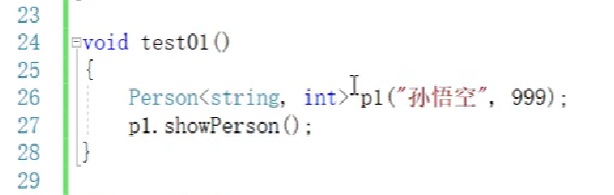 23
24 void test01()
25 {
26 Person<string, int> p1("孙悟空", 999);
27 p1.showPerson();
28 }
29